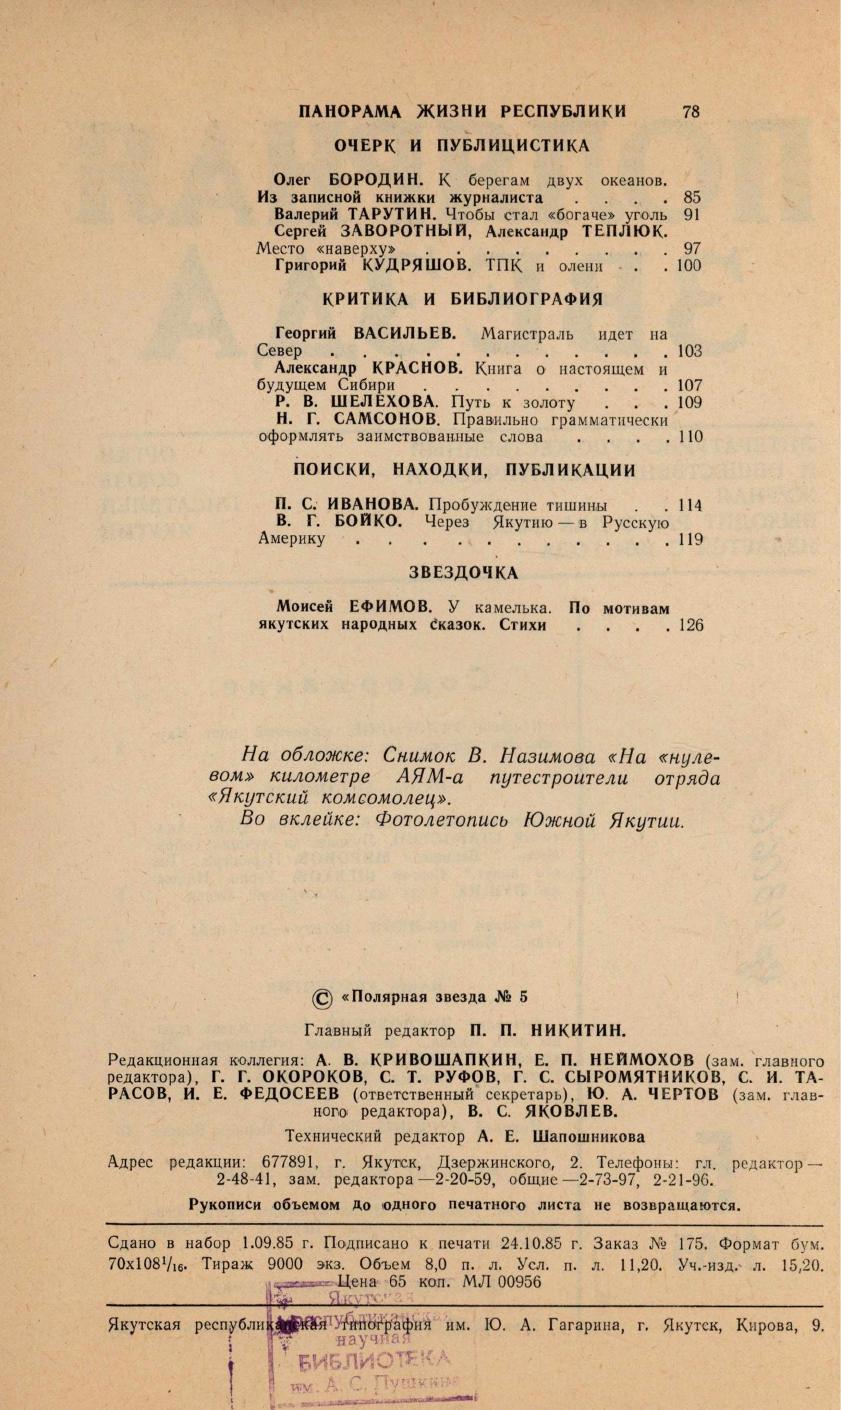 ПАНОРАМА ЖИЗНИ РЕСПУБЛИКИ 78
ОЧЕРК И ПУБЛИЦИСТИКА
Олег БОРОДИН. К берегам двух океанов.
Из записной книжки журналиста . . . . 85
Валерий ТАРУТИН. Чтобы стал «богаче» уголь 91
Сергей ЗАВОРОТНЫЙ, Александр ТЕПЛЮК.
Место «наверху» . . . . . . . . . 97
Григорий КУДРЯШОВ. ТПК и олени . . . 100
КРИТИКА И БИБЛИОГРАФИЯ
Георгий ВАСИЛЬЕВ. Магистраль идет на
Север . . . . . . . . . . . . 103
Александр КРАСНОВ. Книга о настоящем и
будущем Сибири . . . . . . . . . 107
Р. В. ШЕЛЕХОВА. Путь к золоту . . . 109
Н. Г. САМСОНОВ. Правильно грамматически
оформлять заимствованные слова . . . . 110
ПОИСКИ, НАХОДКИ, ПУБЛИКАЦИИ
П. С. ИВАНОВА. Пробуждение тишины . . 114
В. Г. БОЙКО. Через Якутию — в Русскую
Америку . . . . . . . . . . . 119
ЗВЕЗДОЧКА
Моисей ЕФИМОВ. У камелька. По мотивам
якутских народных сказок. Стихи . . . . 126
На обложке: Снимок В. Назимова «На «нуле-
вом» километре АЯМ-а путестроители отряда
«Якутский комсомолец».
Во вклейке: Фотолетопись Южной Якутии.
© «Полярная звезда № 5
Главный редактор П. П. НИКИТИН.
Редакционная коллегия: А. В. КРИВОШАПКИН, Е. П. НЕЙМОХОВ (зам. главного
редактора), Г. Г. ОКОРОКОВ, С. Т. РУФОВ, Г. С. СЫРОМЯТНИКОВ, С. И. ТА-
РАСОВ, И. Е. ФЕДОСЕЕВ (ответственный секретарь), Ю. А. ЧЕРТОВ (зам. глав-
ного редактора), В. С. ЯКОВЛЕВ.
Технический редактор А. Е. Шапошникова
Адрес редакции: 677891, г. Якутск, Дзержинского, 2. Телефоны: гл. редактор —
2-48-41, зам. редактора — 2-20-59, общие — 2-73-97, 2-21-96.
Рукописи объемом до одного печатного листа не возвращаются.
Сдано в набор 1.09.85 г. Подписано к печати 24.10.85 г. Заказ № 175. Формат бум.
70х108¹/₁₆. Тираж 9000 экз. Объем 8,0 п. л. Усл. п. л. 11,20. Уч.-изд. л. 15,20.
Цена 65 коп. МЛ 00956
Якутская
республиканская
Якутская республиканская типография им. Ю. А. Гагарина, г. Якутск, Кирова, 9.
научная
БИБЛИОТЕКА
им. А. С. Пушкина